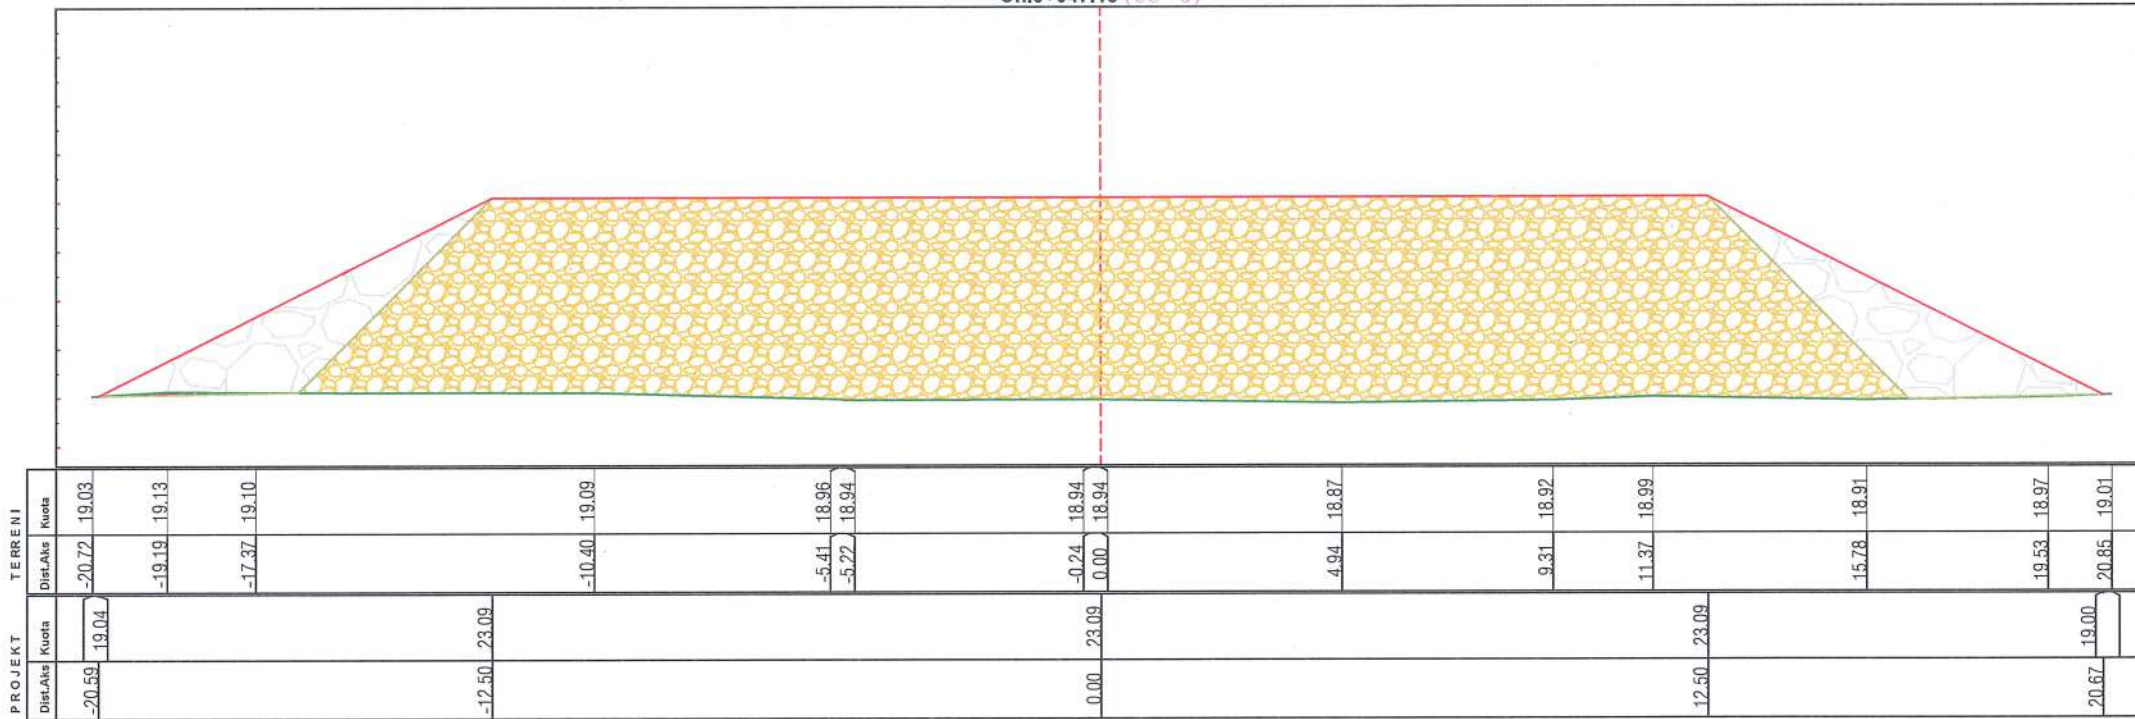 TERRENI
Kuota 19.03 19.13 19.10 19.09 18.96 18.94 18.94 18.94 18.87 18.92 18.99 18.91 18.97 19.01
Dist.Aks -20.72 -19.19 -17.37 -10.40 -5.41 -5.22 -0.24 0.00 4.94 9.31 11.37 15.78 19.53 20.85
PROJEKT
Kuota 19.04 23.09 23.09 23.09 19.00
Dist.Aks -20.59 -12.50 0.00 12.50 20.67